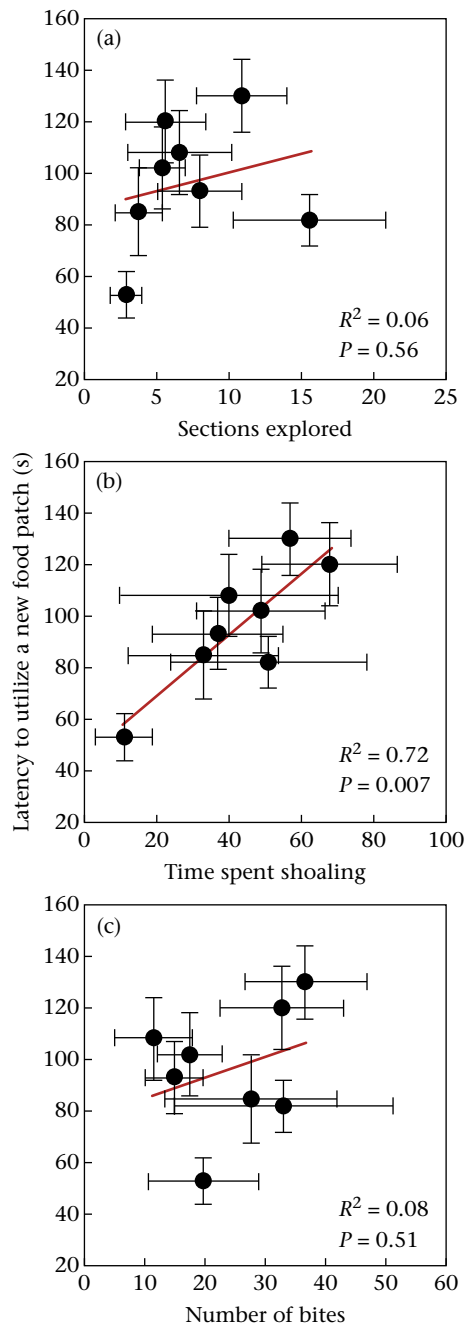 (a)
160
140
120
100
80
60
40
20
R² = 0.06
P = 0.56
0 5 10 15 20 25
Sections explored
Latency to utilize a new food patch (s)
(b)
160
140
120
100
80
60
40
20
R² = 0.72
P = 0.007
0 20 40 60 80 100
Time spent shoaling
(c)
160
140
120
100
80
60
40
20
R² = 0.08
P = 0.51
0 10 20 30 40 50 60
Number of bites